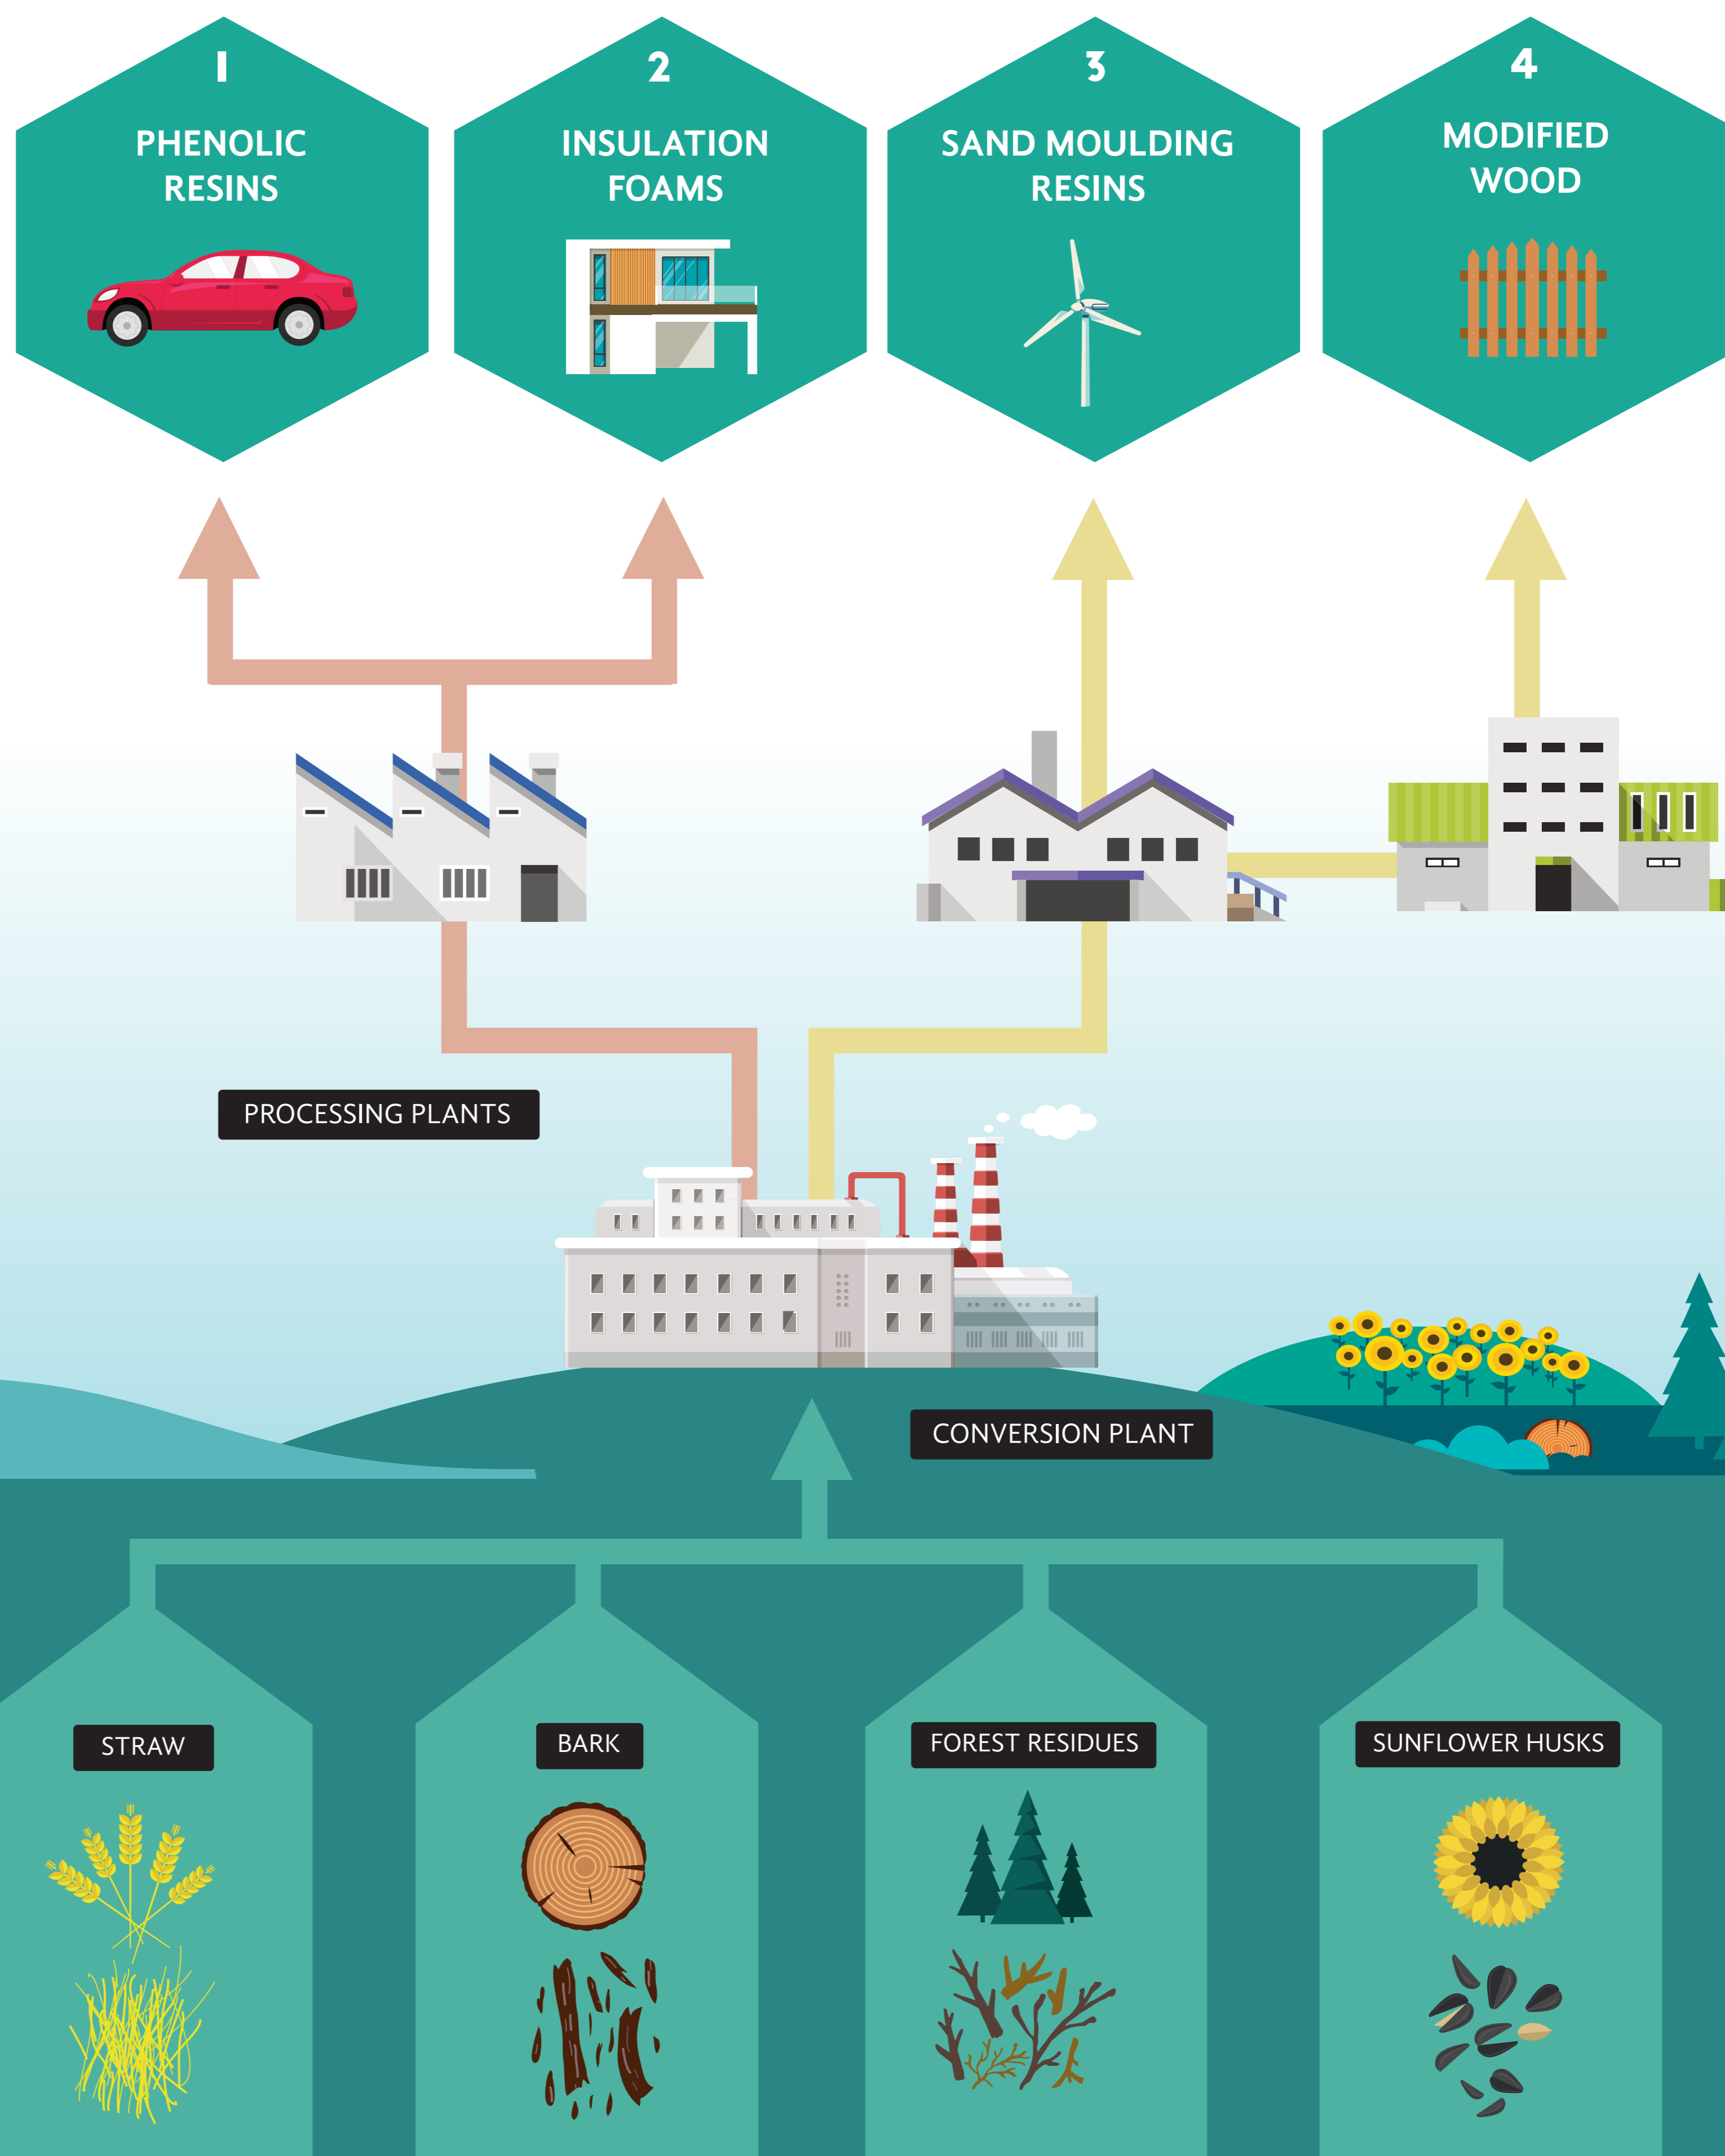 1
PHENOLIC
RESINS
2
INSULATION
FOAMS
3
SAND MOULDING
RESINS
4
MODIFIED
WOOD
PROCESSING PLANTS
CONVERSION PLANT
STRAW
BARK
FOREST RESIDUES
SUNFLOWER HUSKS